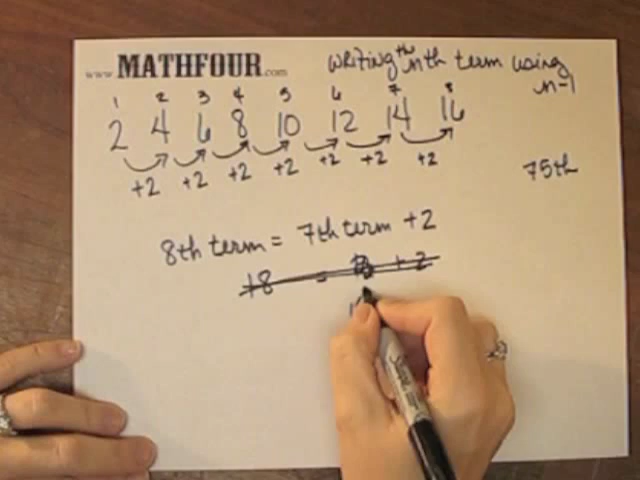 www.MATHFOUR.com
writing the nth term using
n-1
1 2 3 4 5 6 7 8
2 4 6 8 10 12 14 16
+2 +2 +2 +2 +2 +2 +2
75th
8th term = 7th term +2
18 = +2